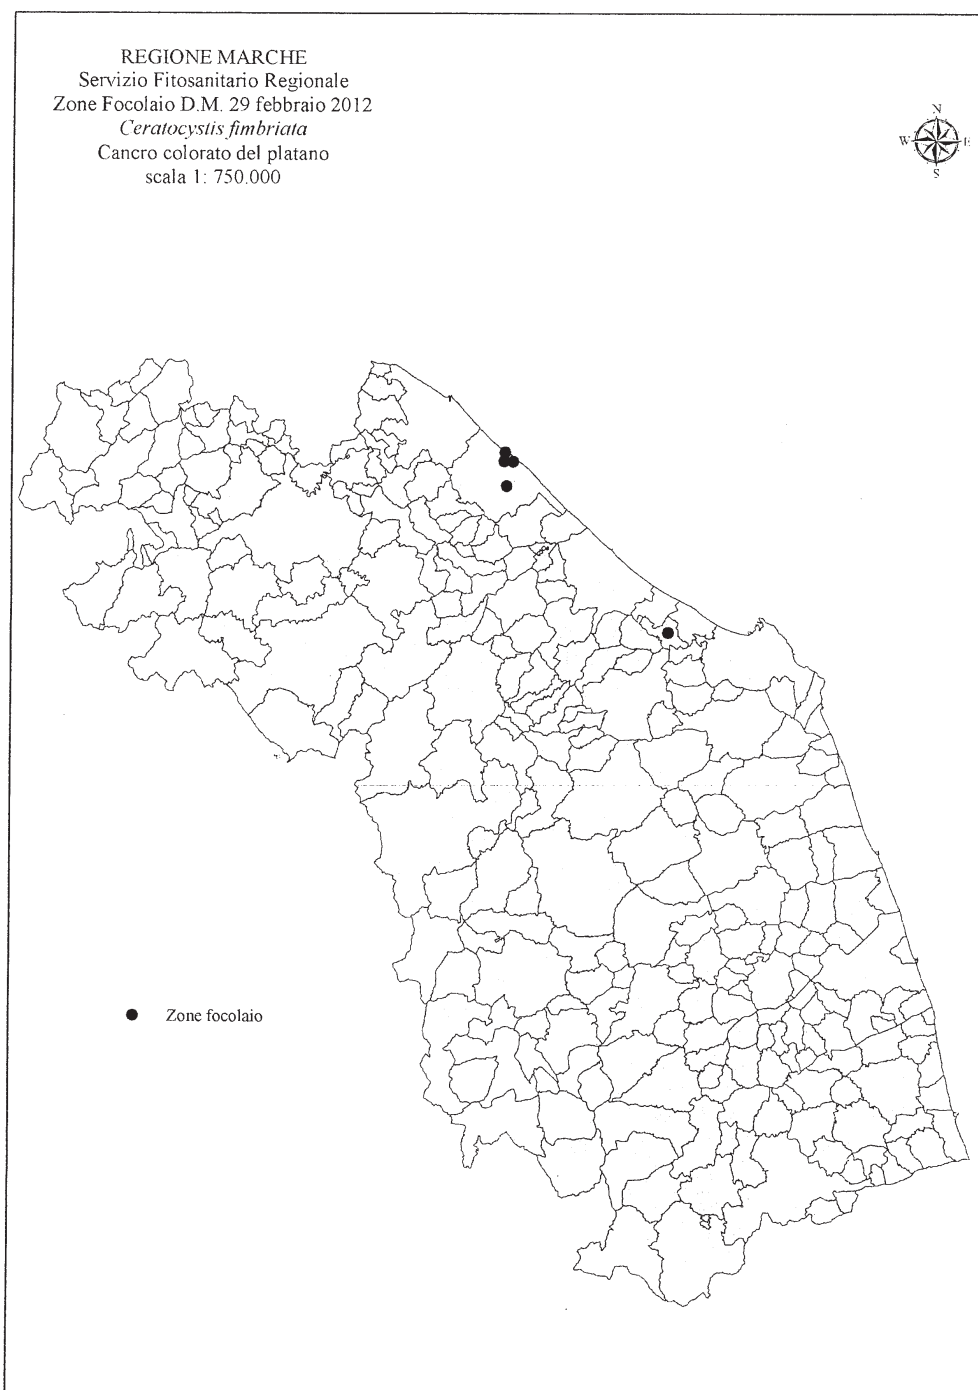 REGIONE MARCHE
Servizio Fitosanitario Regionale
Zone Focolaio D.M. 29 febbraio 2012
Ceratocystis fimbriata
Cancro colorato del platano
scala 1: 750.000
N
W E
S
Zone focolaio